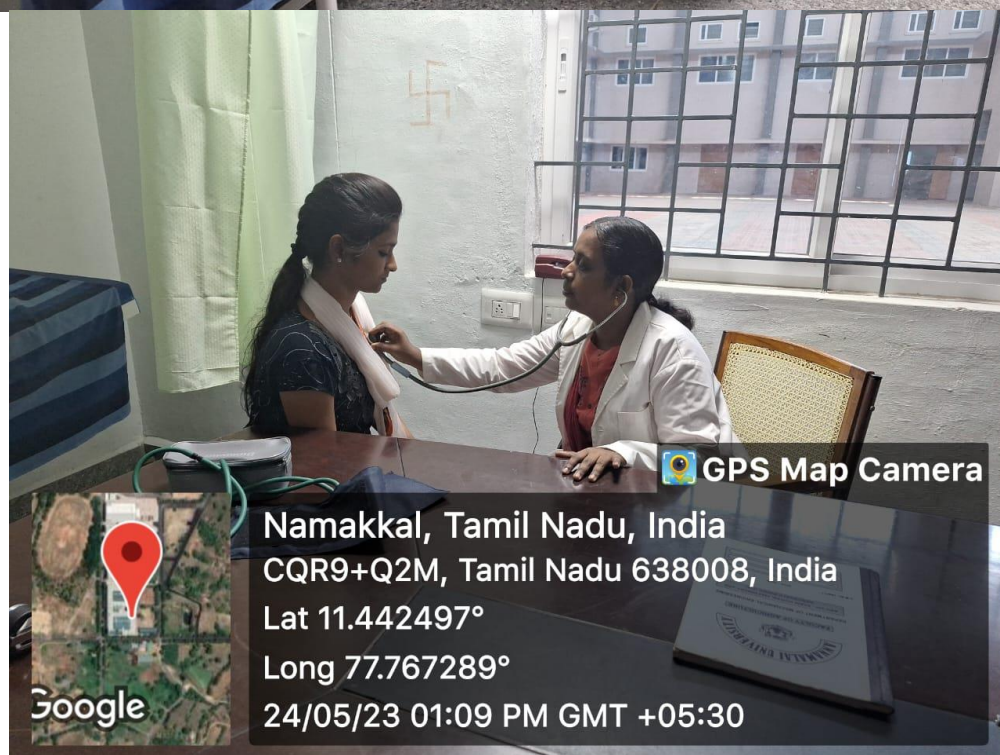 GPS Map Camera
Namakkal, Tamil Nadu, India
CQR9+Q2M, Tamil Nadu 638008, India
Lat 11.442497°
Long 77.767289°
24/05/23 01:09 PM GMT +05:30
Google